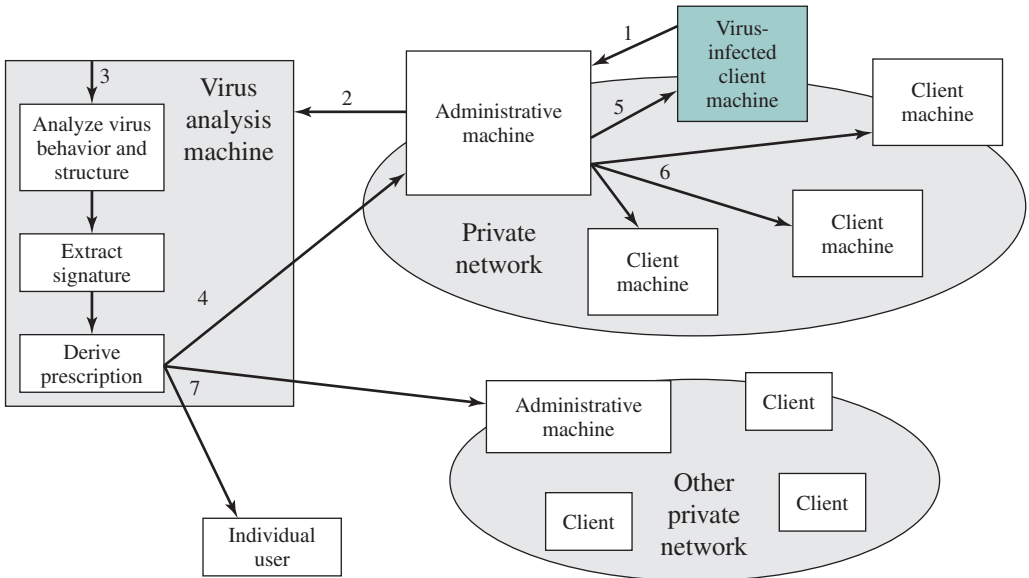 3
Analyze virus
behavior and
structure
Extract
signature
Derive
prescription
Virus
analysis
machine
2
4
7
Individual
user
Administrative
machine
1
Virus-
infected
client
machine
5
6
Client
machine
Client
machine
Client
machine
Private
network
Administrative
machine
Client
Client
Client
Other
private
network